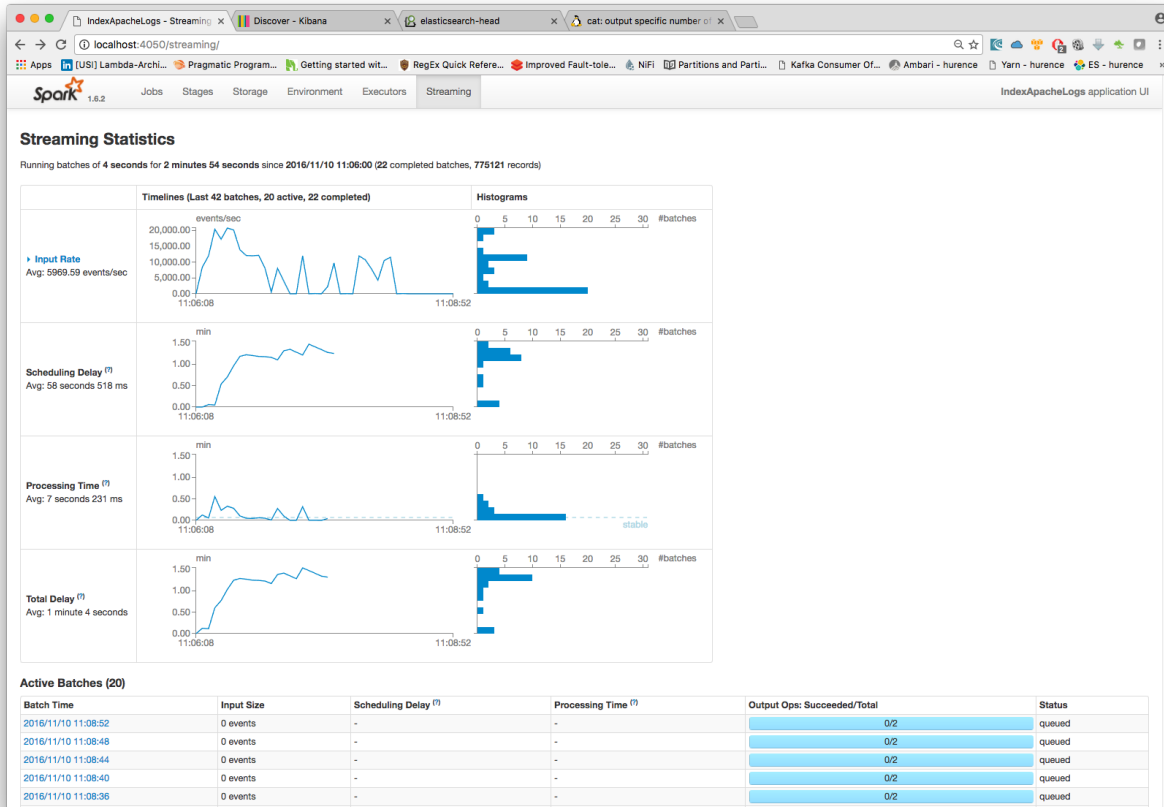 IndexApacheLogs - Streaming
Discover - Kibana
elasticsearch-head
cat: output specific number of
localhost:4050/streaming/
Apps
[USI] Lambda-Archi...
Pragmatic Program...
Getting started wit...
RegEx Quick Refere...
Improved Fault-tole...
NiFi
Partitions and Parti...
Kafka Consumer Of...
Ambari - hurence
Yarn - hurence
ES - hurence
Spark 1.6.2
Jobs
Stages
Storage
Environment
Executors
Streaming
IndexApacheLogs application UI
Streaming Statistics
Running batches of 4 seconds for 2 minutes 54 seconds since 2016/11/10 11:06:00 (22 completed batches, 775121 records)
Timelines (Last 42 batches, 20 active, 22 completed)
Histograms
Input Rate
Avg: 5969.59 events/sec
events/sec
20,000.00
15,000.00
10,000.00
5,000.00
0.00
11:06:08
11:08:52
0 5 10 15 20 25 30 #batches
Scheduling Delay (?)
Avg: 58 seconds 518 ms
min
1.50
1.00
0.50
0.00
11:06:08
11:08:52
0 5 10 15 20 25 30 #batches
Processing Time (?)
Avg: 7 seconds 231 ms
min
1.50
1.00
0.50
0.00
11:06:08
11:08:52
0 5 10 15 20 25 30 #batches
stable
Total Delay (?)
Avg: 1 minute 4 seconds
min
1.50
1.00
0.50
0.00
11:06:08
11:08:52
0 5 10 15 20 25 30 #batches
Active Batches (20)
Batch Time Input Size Scheduling Delay (?) Processing Time (?) Output Ops: Succeeded/Total Status
2016/11/10 11:08:52 0 events - - 0/2 queued
2016/11/10 11:08:48 0 events - - 0/2 queued
2016/11/10 11:08:44 0 events - - 0/2 queued
2016/11/10 11:08:40 0 events - - 0/2 queued
2016/11/10 11:08:36 0 events - - 0/2 queued